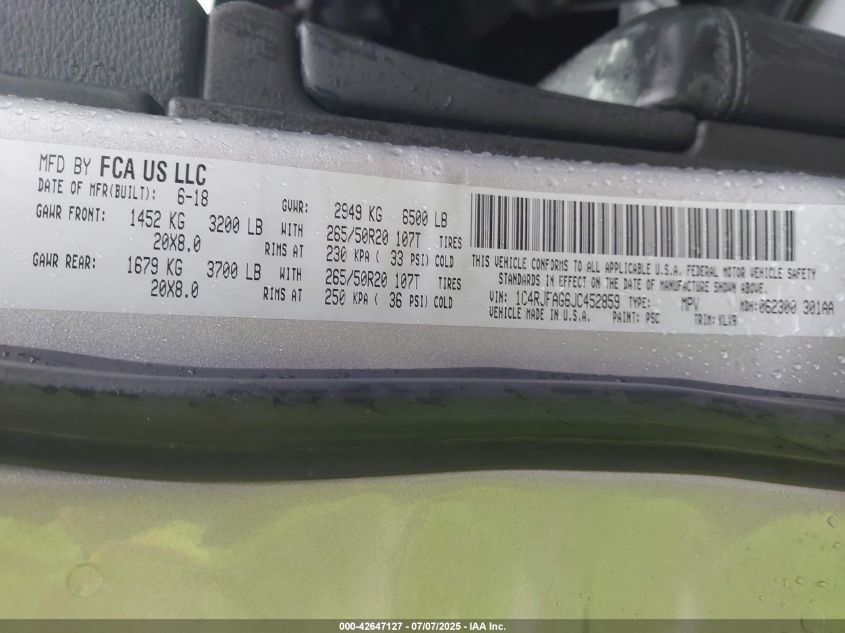 MFD BY FCA US LLC
DATE OF MFR(BUILT): 6-18
GVWR: 2949 KG 6500 LB
GAWR FRONT: 1452 KG 3200 LB WITH 265/50R20 107T TIRES
20X8.0 RIMS AT 230 KPA ( 33 PSI) COLD
GAWR REAR: 1679 KG 3700 LB WITH 265/50R20 107T TIRES
20X8.0 RIMS AT 250 KPA ( 36 PSI) COLD
THIS VEHICLE CONFORMS TO ALL APPLICABLE U.S.A. FEDERAL MOTOR VEHICLE SAFETY
STANDARDS IN EFFECT ON THE DATE OF MANUFACTURE SHOWN ABOVE.
VIN: 1C4RJFAG6JC452859 TYPE: MPV MDH: 062300 301AA
VEHICLE MADE IN U.S.A. PAINT: PSC TRIM: KLX9
000-42647127 / 07/07/2025 - IAA Inc.